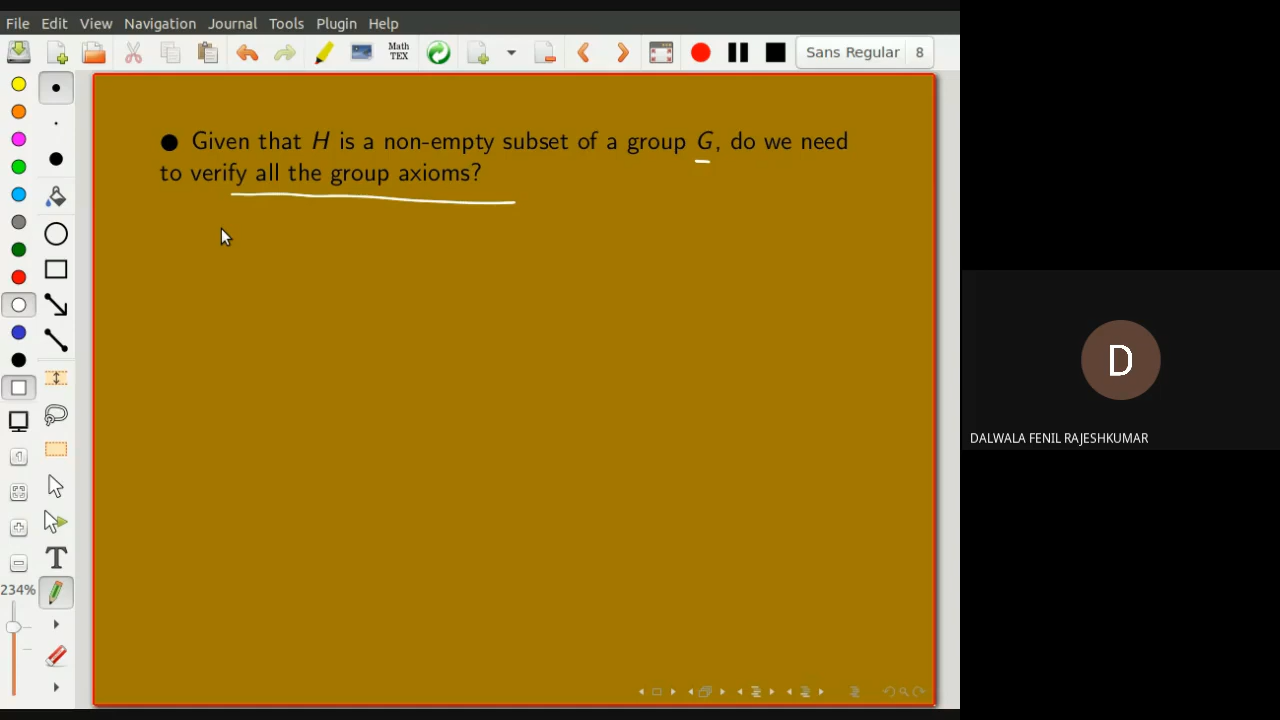 File Edit View Navigation Journal Tools Plugin Help
Math TEX
Sans Regular 8
● Given that H is a non-empty subset of a group G, do we need
to verify all the group axioms?
234%
T
D
DALWALA FENIL RAJESHKUMAR